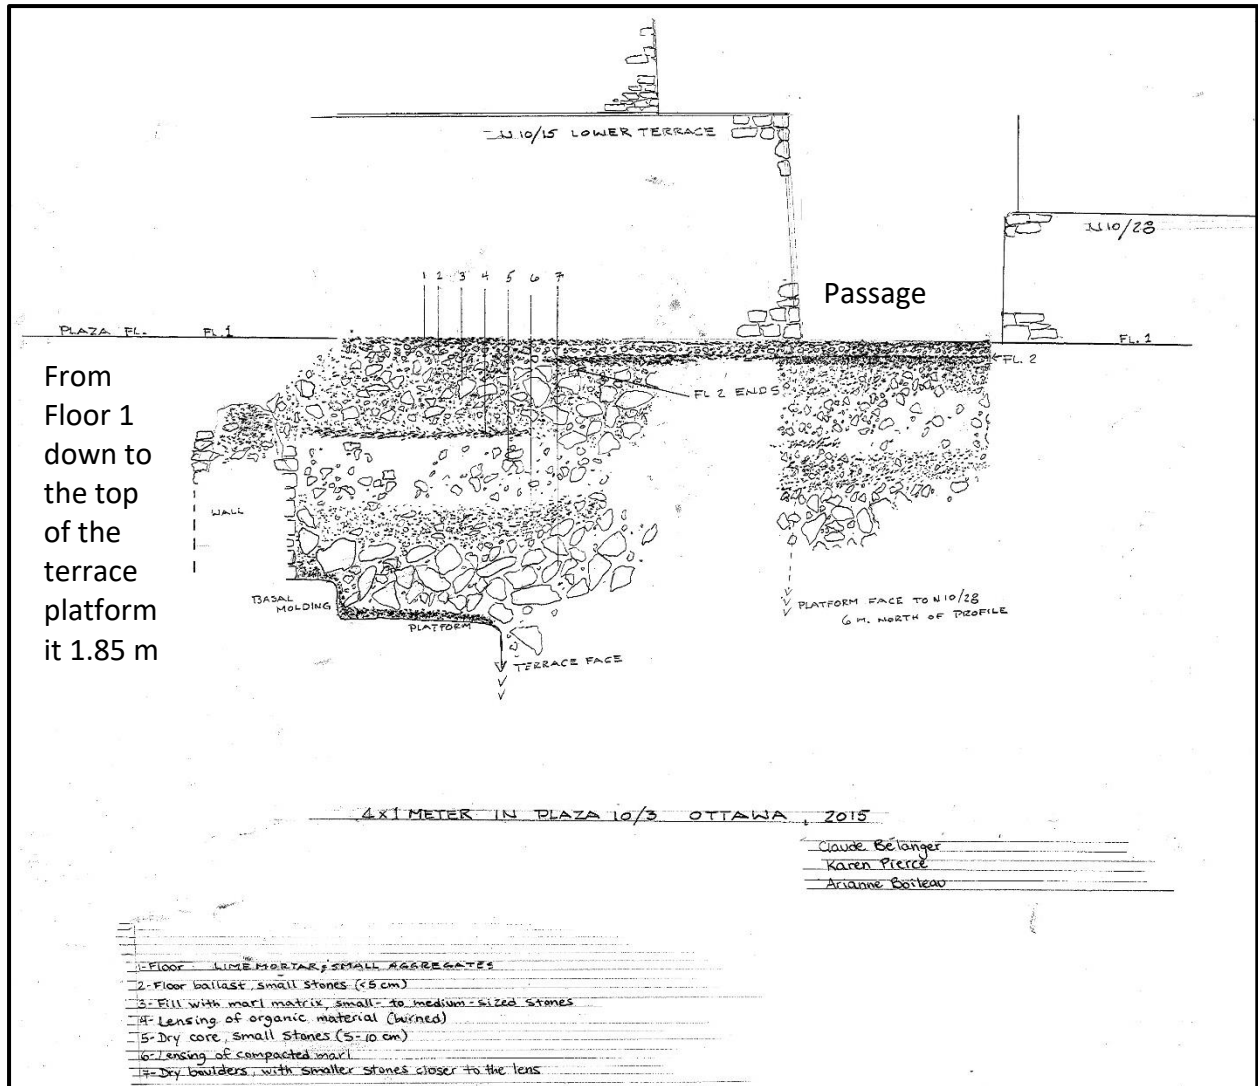 N10/15 LOWER TERRACE
N10/28
1 2 3 4 5 6 7
Passage
PLAZA FL. FL.1
FL.1
FL. 2
From
Floor 1
down to
the top
of the
terrace
platform
it 1.85 m
FL 2 ENDS
WALL
BASAL
MOLDING
PLATFORM
TERRACE FACE
PLATFORM FACE TO N10/28
6 M. NORTH OF PROFILE
4x1 METER IN PLAZA 10/3 OTTAWA, 2015
Claude Bélanger
Karen Pierce
Arianne Boileau
1-Floor LIME MORTAR; SMALL AGGREGATES
2-Floor ballast, small stones (<5 cm)
3-Fill with marl matrix, small- to medium-sized stones
4-Lensing of organic material (burned)
5-Dry core, small stones (5-10 cm)
6-Lensing of compacted marl
7-Dry boulders, with smaller stones closer to the lens